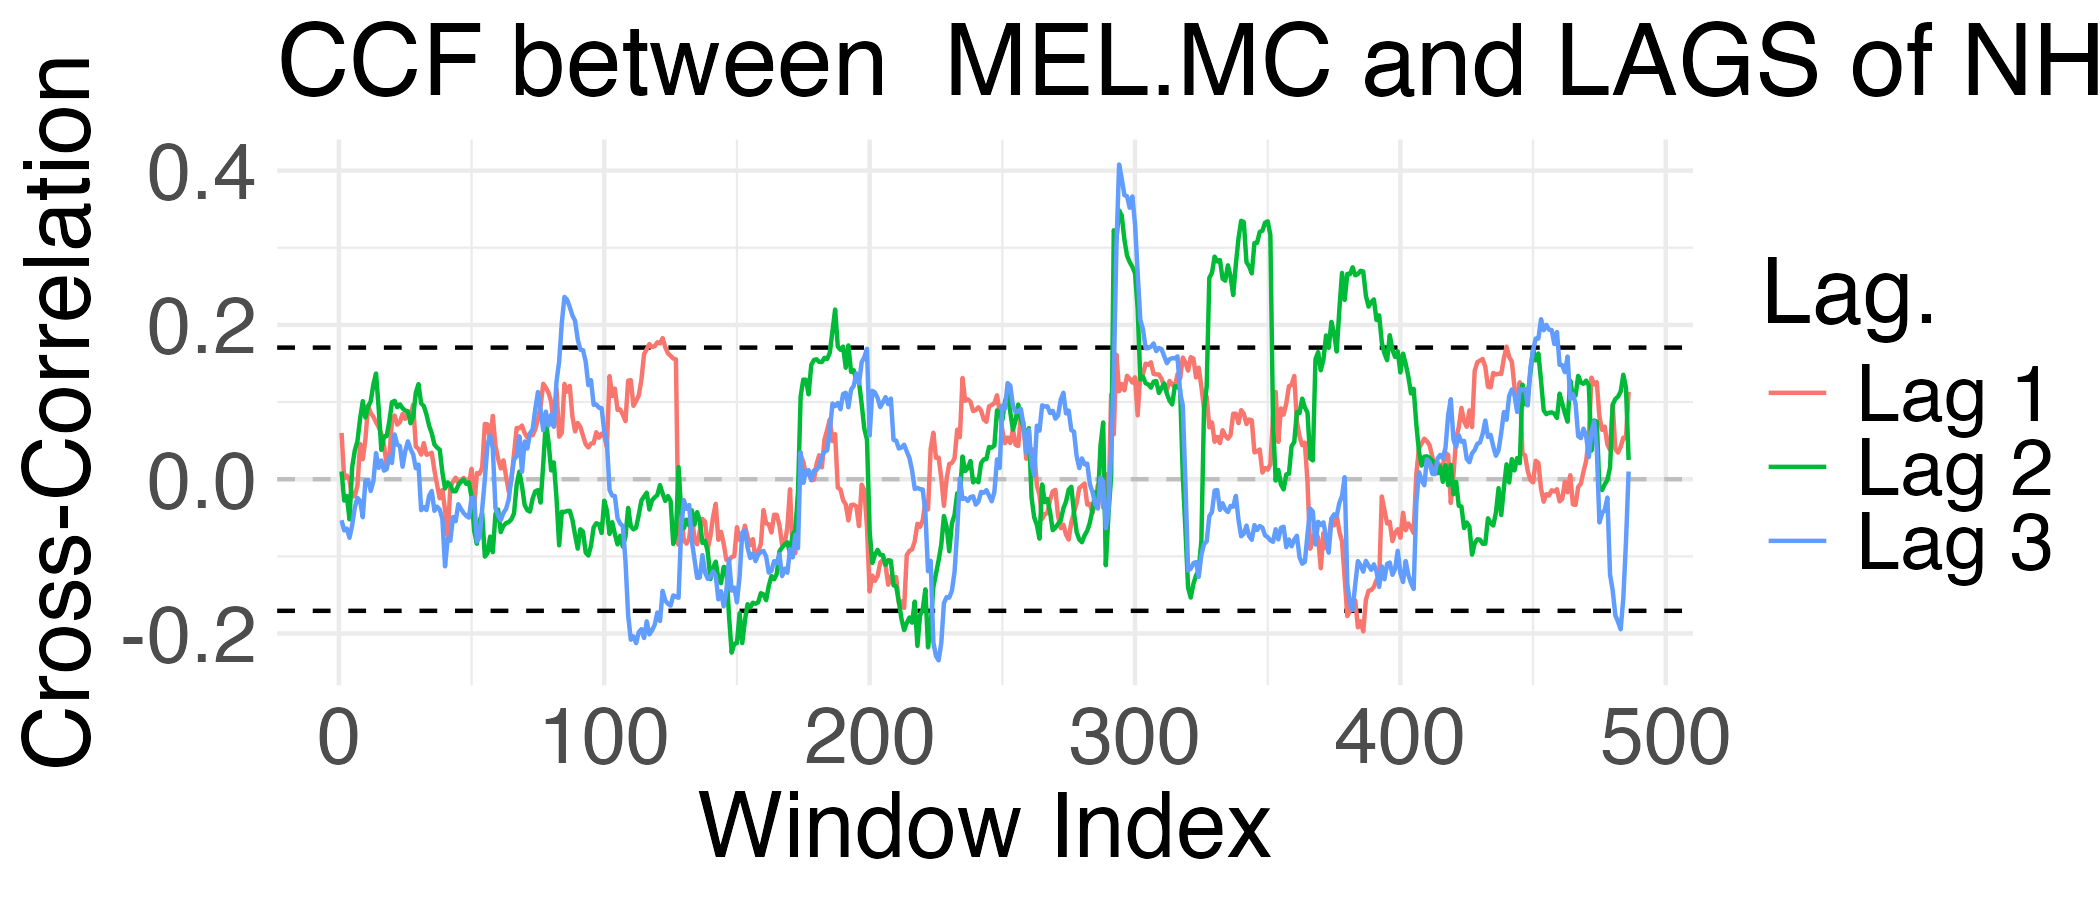 CCF between MEL.MC and LAGS of NH
Cross-Correlation
0.4
0.2
0.0
-0.2
0 100 200 300 400 500
Window Index
Lag.
Lag 1
Lag 2
Lag 3